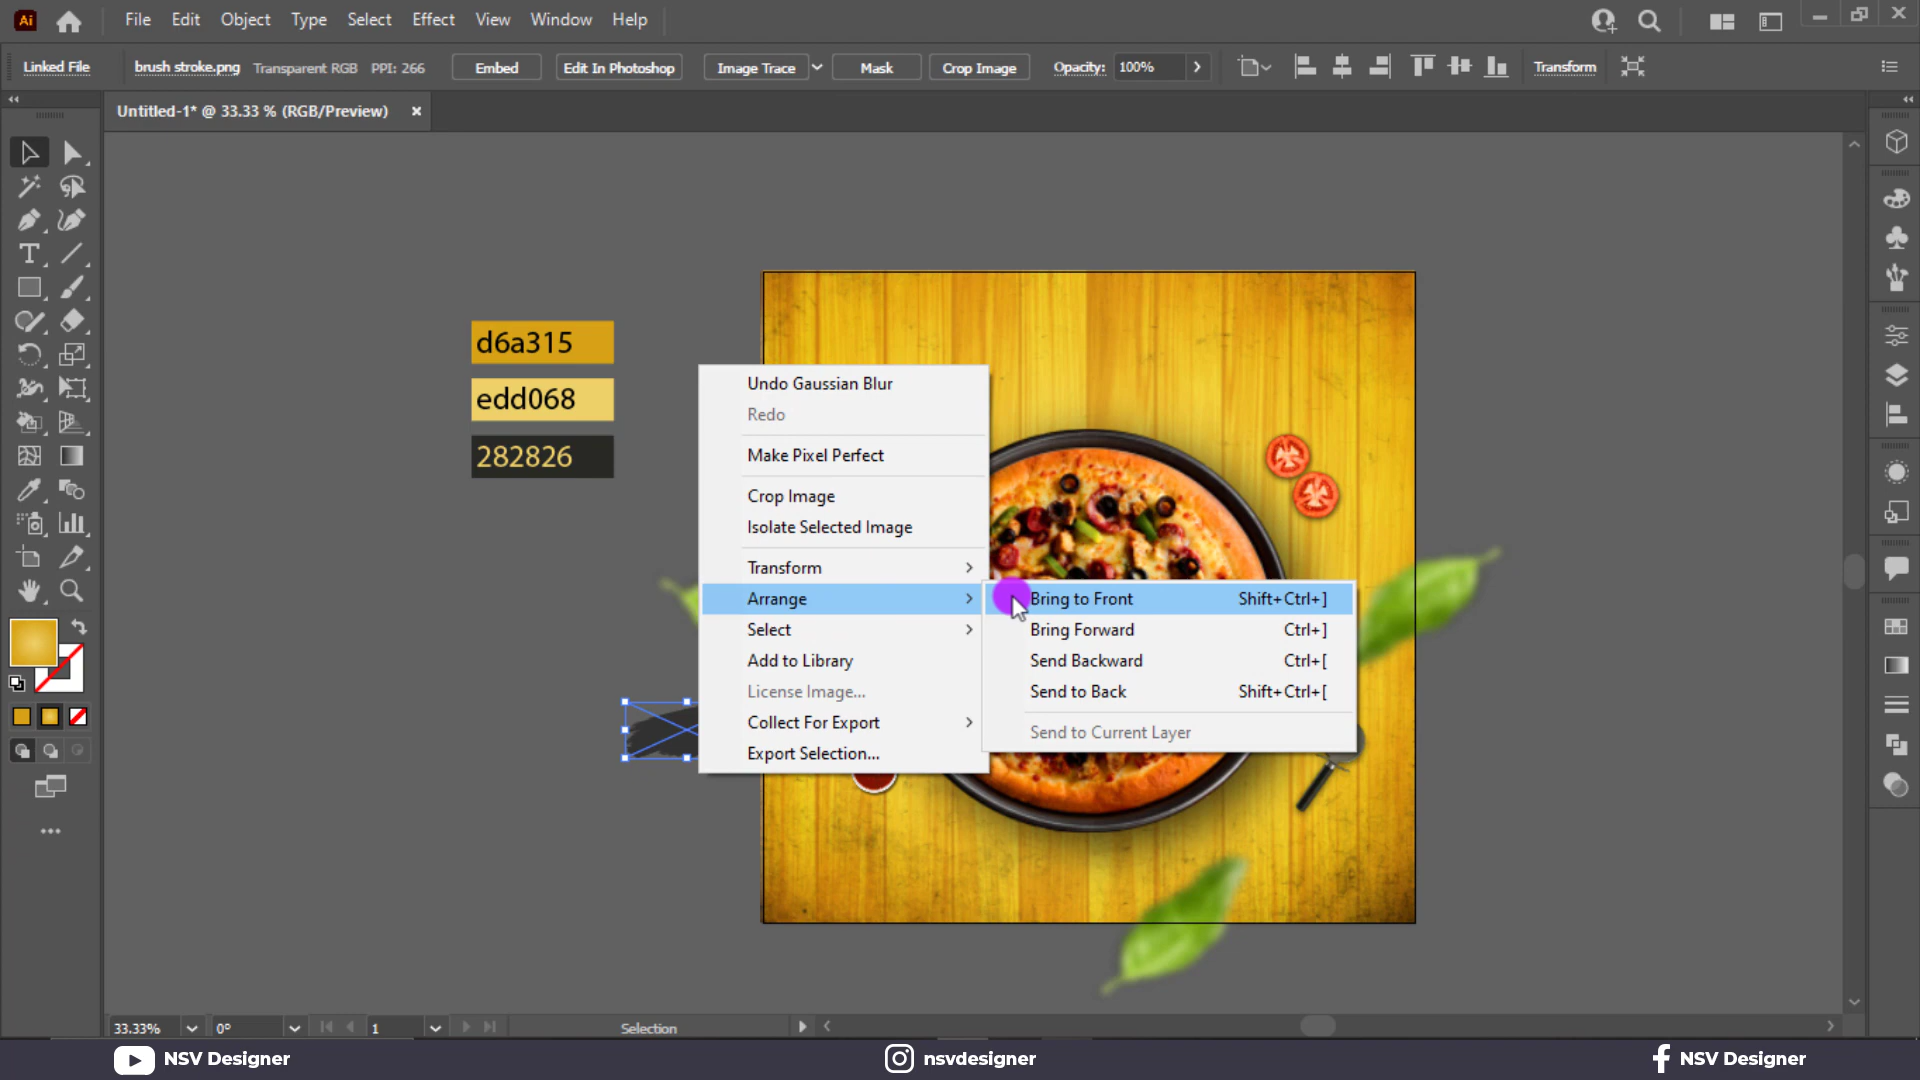 Ai File Edit Object Type Select Effect View Window Help
Linked File brush stroke.png Transparent RGB PPI: 266 Embed Edit In Photoshop Image Trace Mask Crop Image Opacity: 100% Transform
Untitled-1* @ 33.33 % (RGB/Preview) ×
d6a315
edd068
282826
Undo Gaussian Blur
Redo
Make Pixel Perfect
Crop Image
Isolate Selected Image
Transform
Arrange
Select
Add to Library
License Image...
Collect For Export
Export Selection...
Bring to Front Shift+Ctrl+]
Bring Forward Ctrl+]
Send Backward Ctrl+[
Send to Back Shift+Ctrl+[
Send to Current Layer
33.33% 0° 1 Selection
NSV Designer nsvdesigner NSV Designer